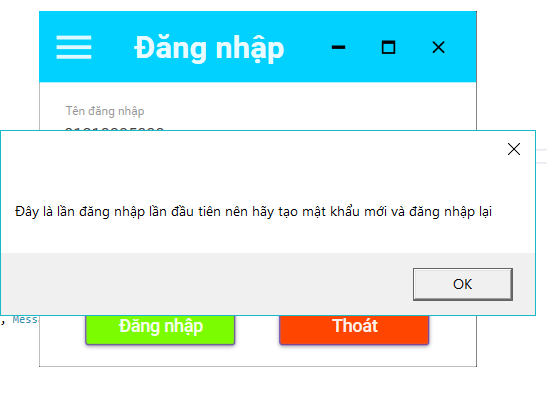 Đăng nhập
Tên đăng nhập
Đây là lần đăng nhập lần đầu tiên nên hãy tạo mật khẩu mới và đăng nhập lại
OK
, Messa
Đăng nhập
Thoát